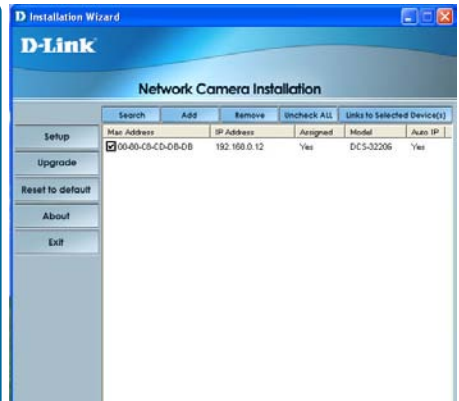 D Installation Wizard
D-Link
Network Camera Installation
Search Add Remove Uncheck ALL Links to Selected Device(s)
Mac Address IP Address Assigned Model Auto IP
00-80-C8-CD-DB-DB 192.168.0.12 Yes DCS-3220G Yes
Setup
Upgrade
Reset to default
About
Exit